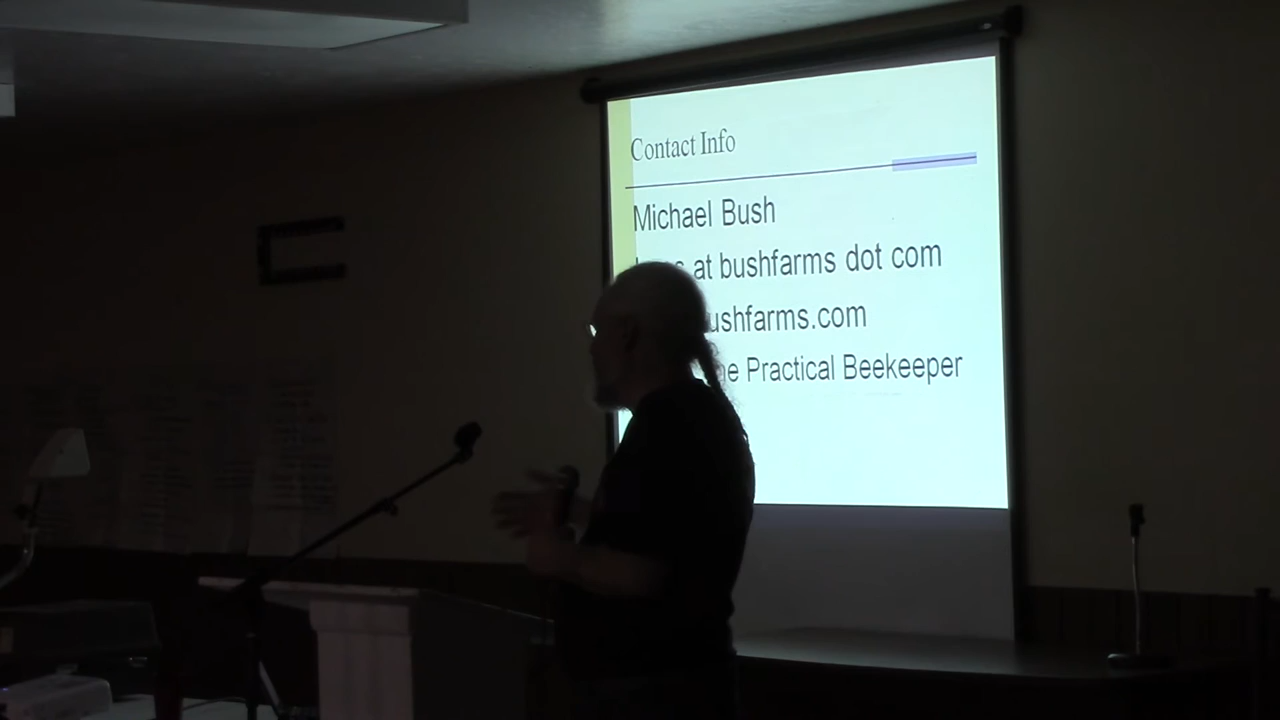 Contact Info
Michael Bush
at bushfarms dot com
ushfarms.com
Practical Beekeeper